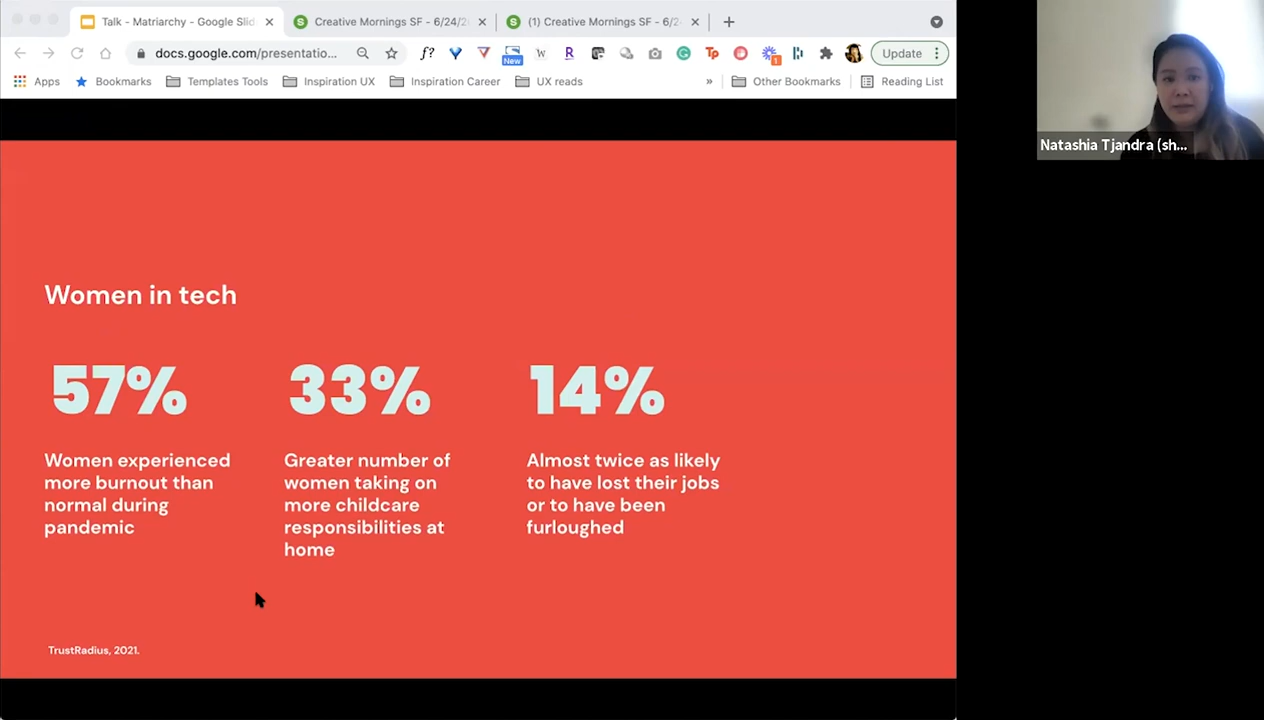 Talk - Matriarchy - Google Slid
Creative Mornings SF - 6/24/2
(1) Creative Mornings SF - 6/2
docs.google.com/presentatio...
f?
New
W
R
Tp
1
Update
Apps
Bookmarks
Templates Tools
Inspiration UX
Inspiration Career
UX reads
»
Other Bookmarks
Reading List
Natashia Tjandra (sh...
Women in tech
57%
Women experienced
more burnout than
normal during
pandemic
33%
Greater number of
women taking on
more childcare
responsibilities at
home
14%
Almost twice as likely
to have lost their jobs
or to have been
furloughed
TrustRadius, 2021.